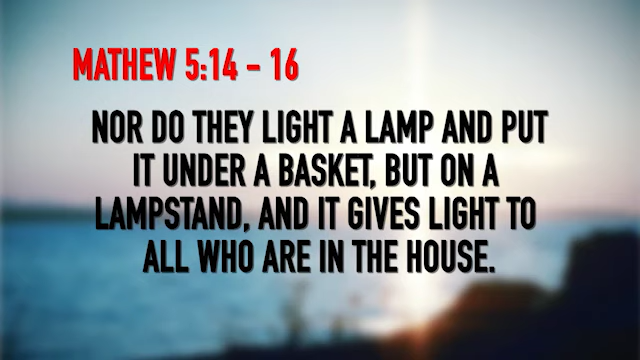 MATHEW 5:14 - 16
NOR DO THEY LIGHT A LAMP AND PUT
IT UNDER A BASKET, BUT ON A
LAMPSTAND, AND IT GIVES LIGHT TO
ALL WHO ARE IN THE HOUSE.